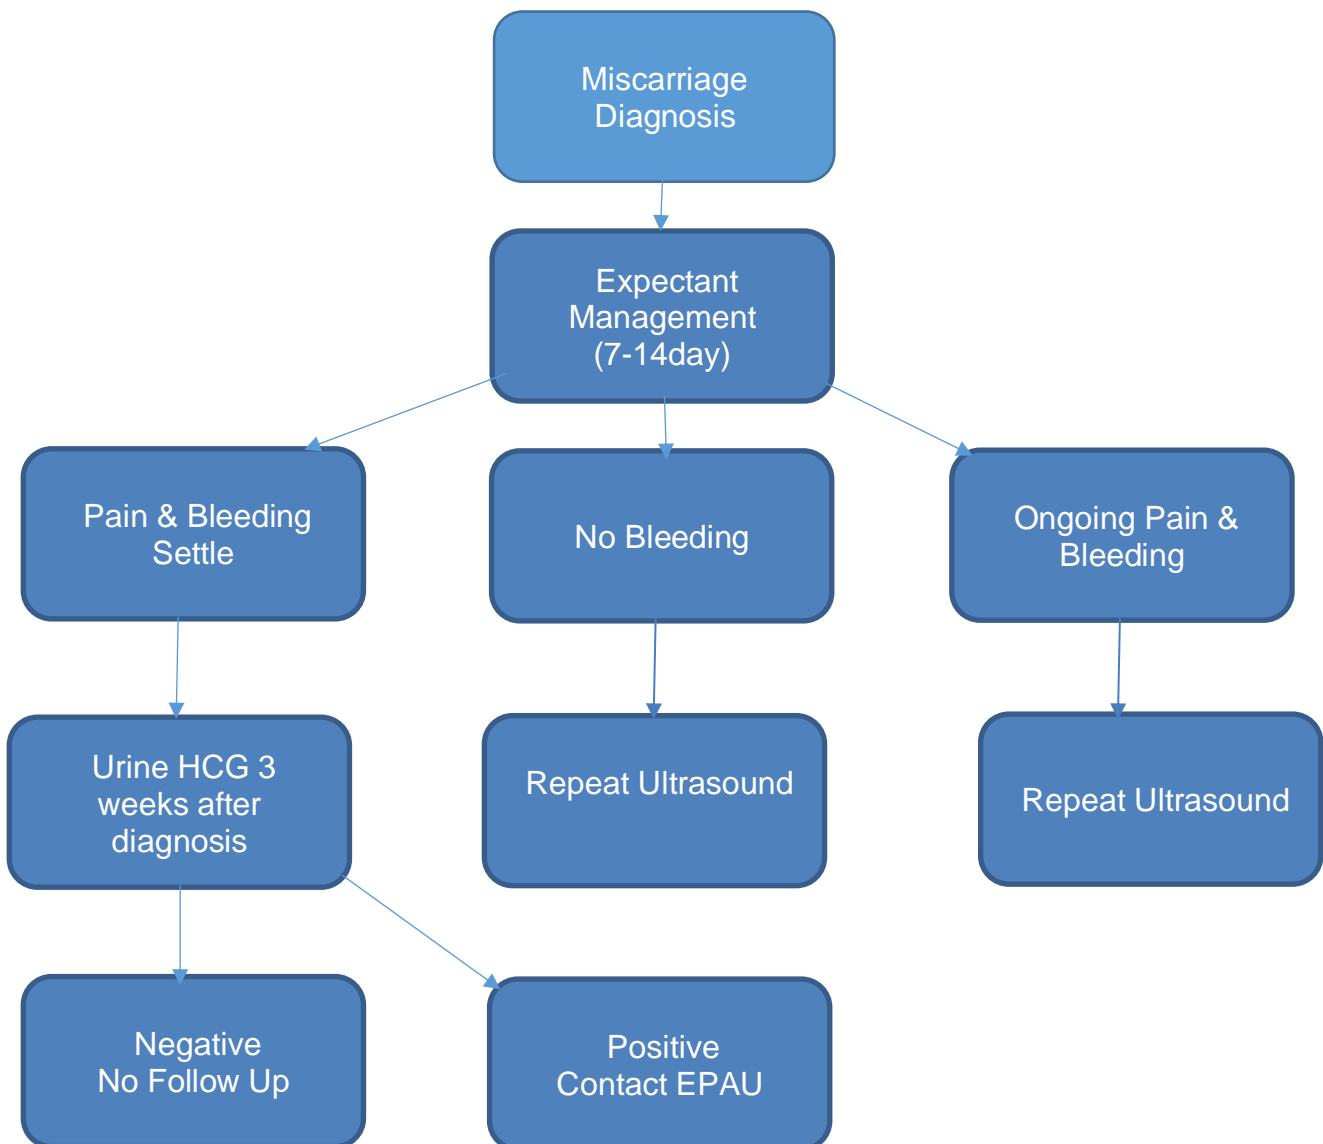 Miscarriage
Diagnosis
Expectant
Management
(7-14day)
Pain & Bleeding
Settle
No Bleeding
Ongoing Pain &
Bleeding
Urine HCG 3
weeks after
diagnosis
Repeat Ultrasound
Repeat Ultrasound
Negative
No Follow Up
Positive
Contact EPAU